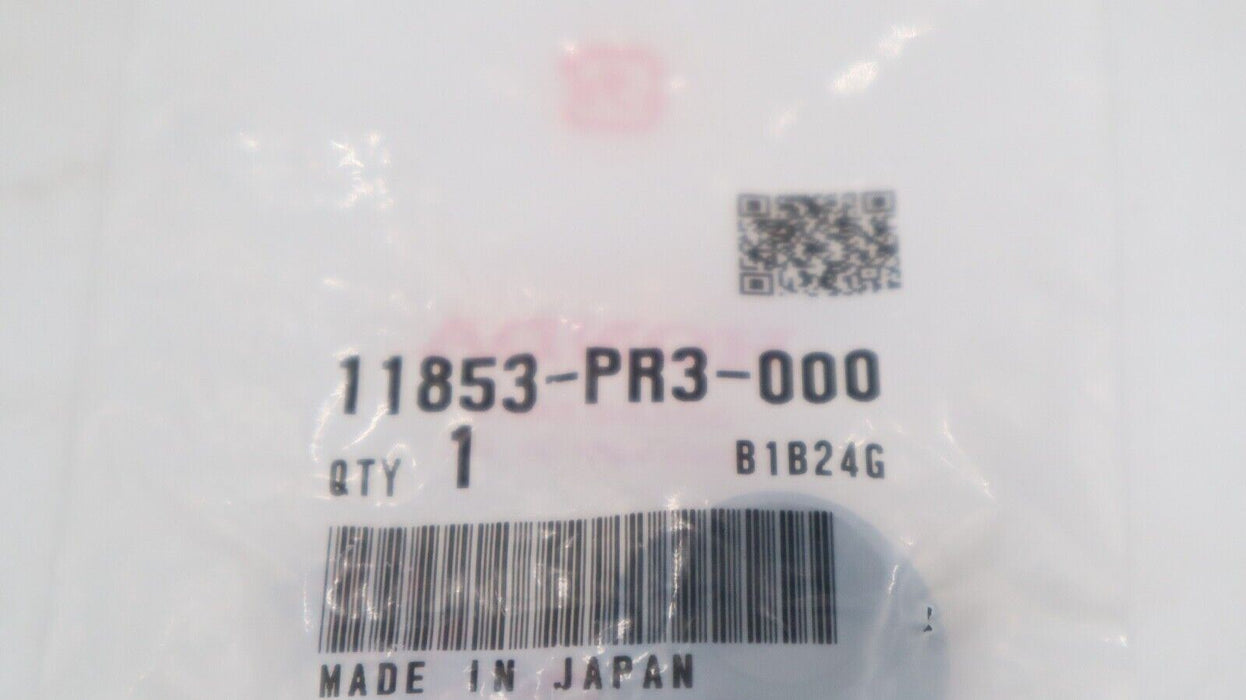 11853-PR3-000
QTY 1 B1B24G
MADE IN JAPAN